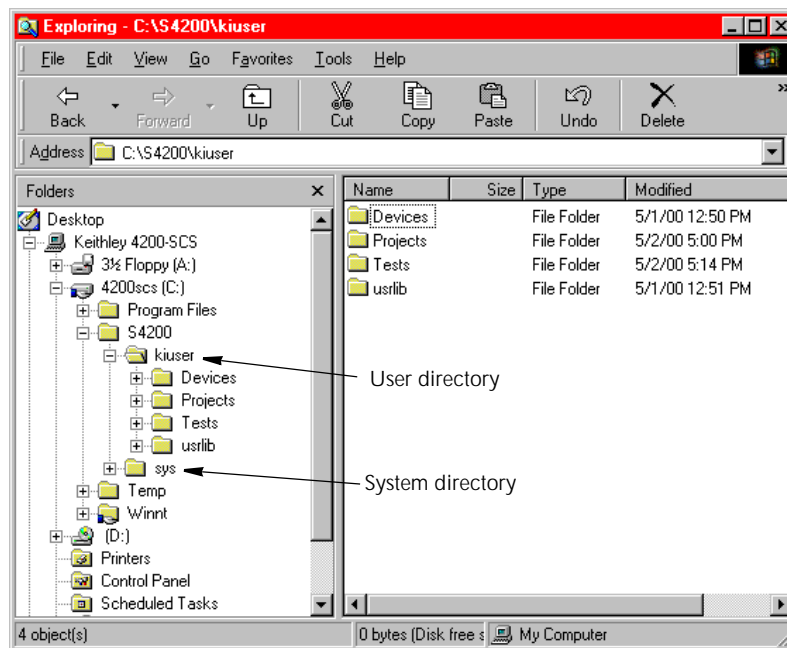 Exploring - C:\S4200\kiuser
File Edit View Go Favorites Tools Help
Back Forward Up Cut Copy Paste Undo Delete »
Address C:\S4200\kiuser
Folders
Desktop
Keithley 4200-SCS
3½ Floppy (A:)
4200scs (C:)
Program Files
S4200
kiuser
Devices
Projects
Tests
usrlib
sys
Temp
Winnt
(D:)
Printers
Control Panel
Scheduled Tasks
Name Size Type Modified
Devices File Folder 5/1/00 12:50 PM
Projects File Folder 5/2/00 5:00 PM
Tests File Folder 5/2/00 5:14 PM
usrlib File Folder 5/1/00 12:51 PM
User directory
System directory
4 object(s) 0 bytes (Disk free s My Computer